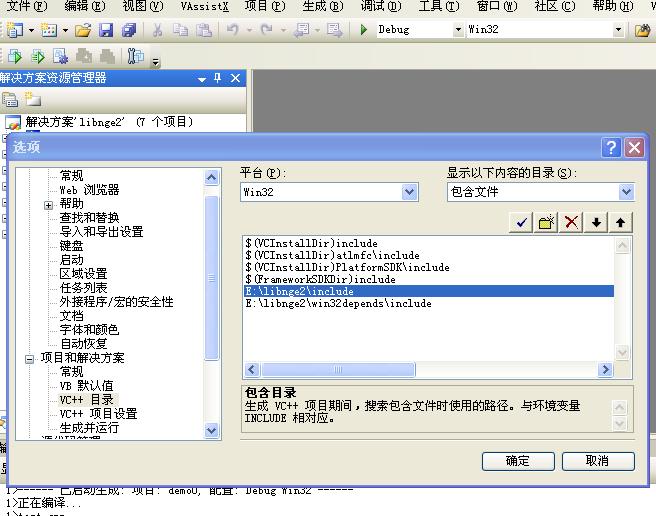 文件(F) 编辑(E) 视图(V) VAssistX 项目(P) 生成(B) 调试(D) 工具(T) 窗口(W) 社区(C) 帮助(H)
Debug Win32
解决方案资源管理器
解决方案'libnge2' (7 个项目)
选项
常规
Web 浏览器
帮助
查找和替换
导入和导出设置
键盘
启动
区域设置
任务列表
外接程序/宏的安全性
文档
字体和颜色
自动恢复
项目和解决方案
常规
VB 默认值
VC++ 目录
VC++ 项目设置
生成并运行
源代码管理
平台(P):
Win32
显示以下内容的目录(S):
包含文件
$(VCInstallDir)include
$(VCInstallDir)atlmfc\include
$(VCInstallDir)PlatformSDK\include
$(FrameworkSDKDir)include
E:\libnge2\include
E:\libnge2\win32depends\include
包含目录
生成 VC++ 项目期间，搜索包含文件时使用的路径。与环境变量
INCLUDE 相对应。
确定 取消
1>------ 已启动生成: 项目: demo0, 配置: Debug Win32 ------
1>正在编译...